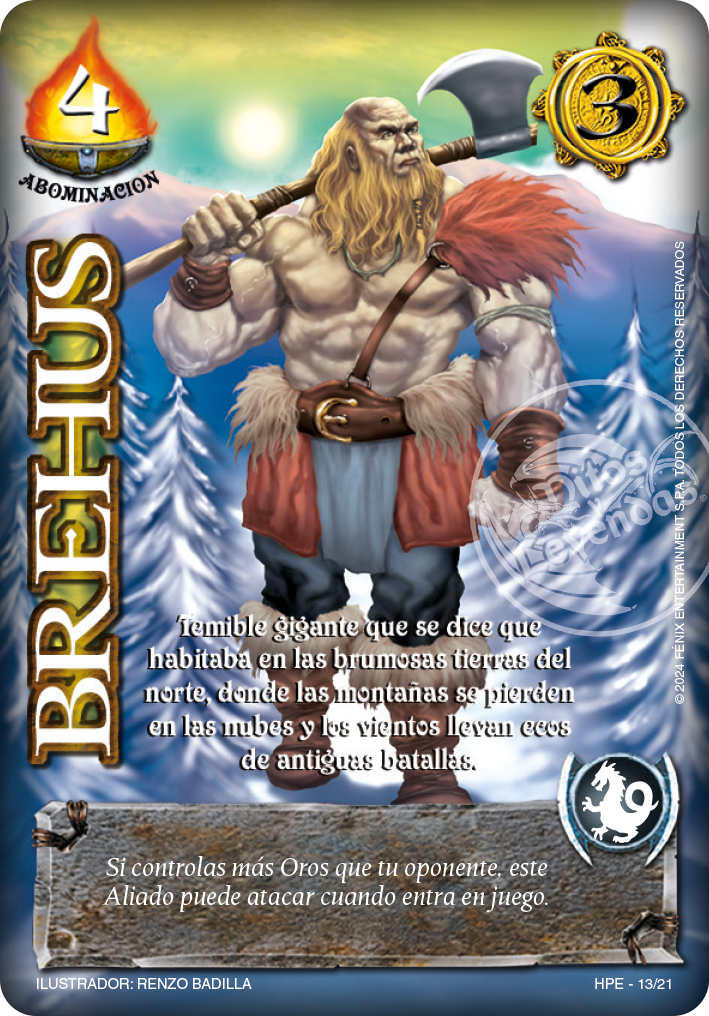 4
ABOMINACION
3
BREHUS
Temible gigante que se dice que
habitaba en las brumosas tierras del
norte, donde las montañas se pierden
en las nubes y los vientos llevan ecos
de antiguas batallas.
Mitos
y
Leyendas®
© 2024 FÉNIX ENTERTAINMENT S.P.A. TODOS LOS DERECHOS RESERVADOS
Si controlas más Oros que tu oponente, este
Aliado puede atacar cuando entra en juego.
ILUSTRADOR: RENZO BADILLA
HPE - 13/21